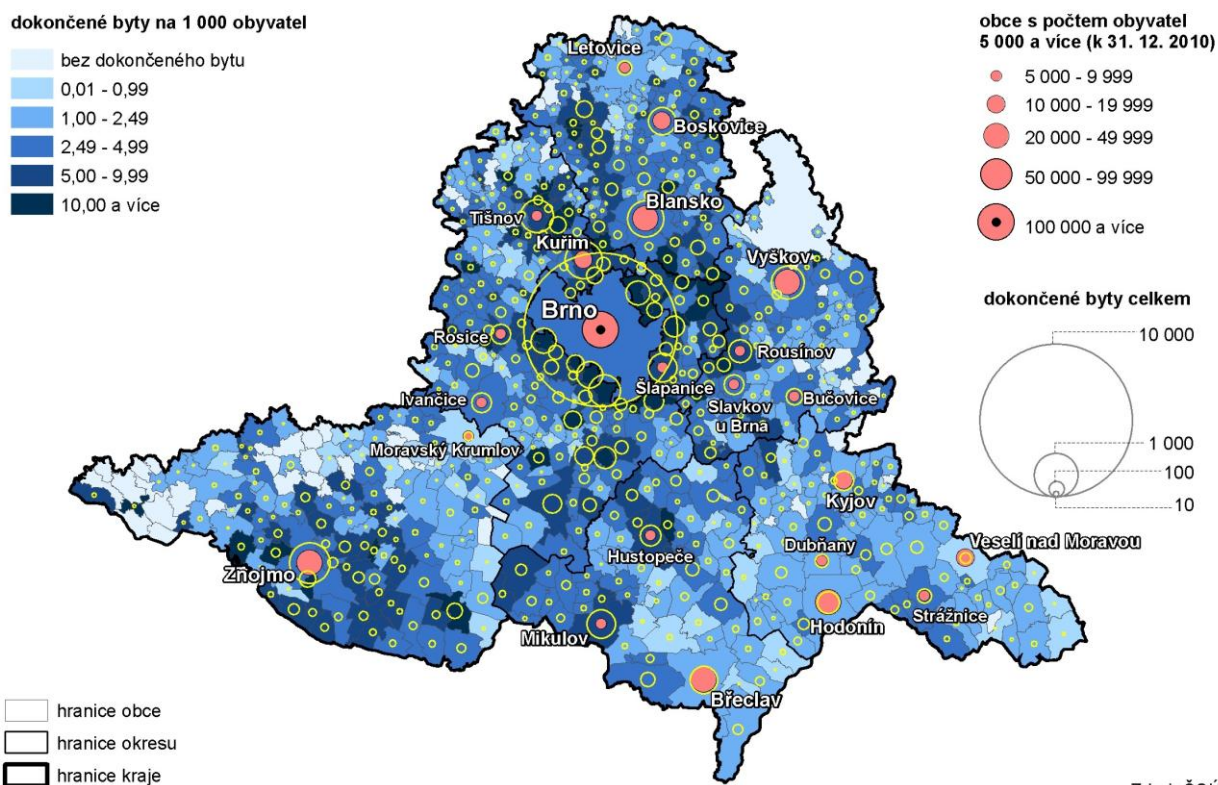 dokončené byty na 1 000 obyvatel
bez dokončeného bytu
0,01 - 0,99
1,00 - 2,49
2,49 - 4,99
5,00 - 9,99
10,00 a více
obce s počtem obyvatel
5 000 a více (k 31. 12. 2010)
5 000 - 9 999
10 000 - 19 999
20 000 - 49 999
50 000 - 99 999
100 000 a více
dokončené byty celkem
10 000
1 000
100
10
Letovice
Boskovice
Blansko
Tišnov
Kuřim
Vyškov
Brno
Rosice
Rousínov
Šlapanice
Ivančice
Slavkov
u Brna
Bučovice
Moravský Krumlov
Kyjov
Hustopeče
Dubňany
Veselí nad Moravou
Znojmo
Strážnice
Hodonín
Mikulov
Břeclav
hranice obce
hranice okresu
hranice kraje